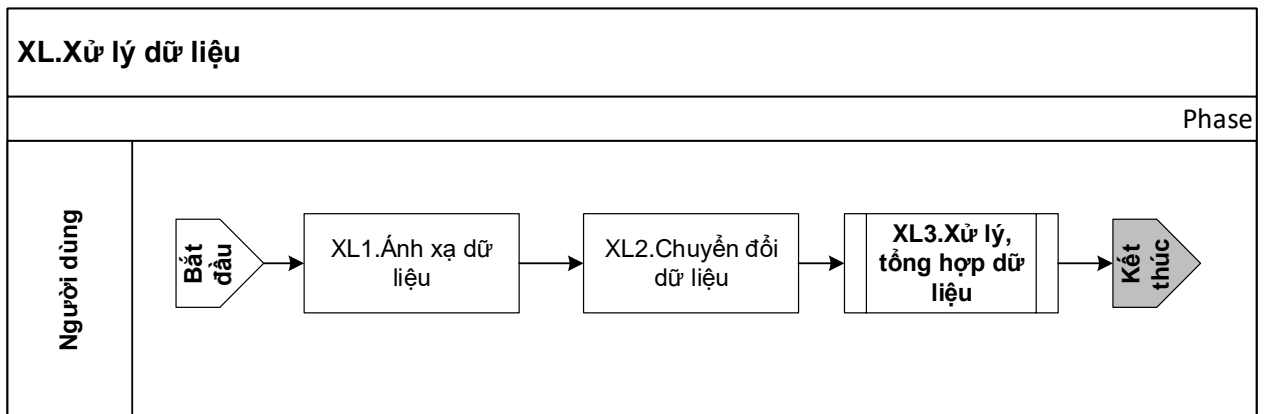 XL.Xử lý dữ liệu
Phase
Người dùng
Bắt
đầu
XL1.Ánh xạ dữ
liệu
XL2.Chuyển đổi
dữ liệu
XL3.Xử lý,
tổng hợp dữ
liệu
Kết
thúc